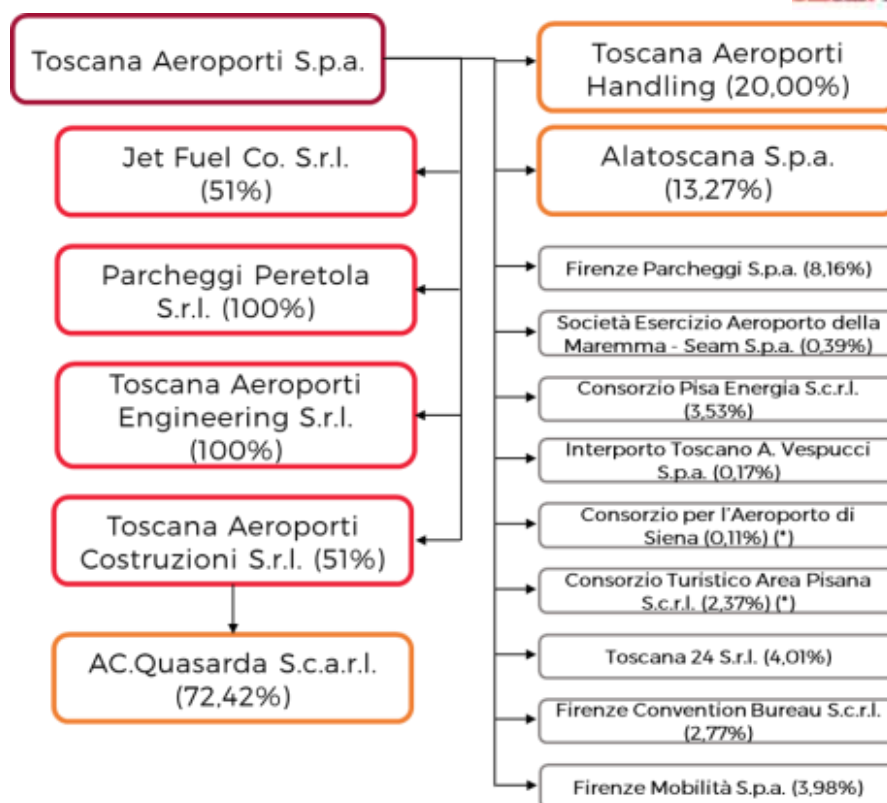 Toscana Aeroporti S.p.a.
Jet Fuel Co. S.r.l.
(51%)
Parcheggi Peretola
S.r.l. (100%)
Toscana Aeroporti
Engineering S.r.l.
(100%)
Toscana Aeroporti
Costruzioni S.r.l. (51%)
AC.Quasarda S.c.a.r.l.
(72,42%)
Toscana Aeroporti
Handling (20,00%)
Alatoscana S.p.a.
(13,27%)
Firenze Parcheggi S.p.a. (8,16%)
Società Esercizio Aeroporto della
Maremma - Seam S.p.a. (0,39%)
Consorzio Pisa Energia S.c.r.l.
(3,53%)
Interporto Toscano A. Vespucci
S.p.a. (0,17%)
Consorzio per l'Aeroporto di
Siena (0,11%) (*)
Consorzio Turistico Area Pisana
S.c.r.l. (2,37%) (*)
Toscana 24 S.r.l. (4,01%)
Firenze Convention Bureau S.c.r.l.
(2,77%)
Firenze Mobilità S.p.a. (3,98%)